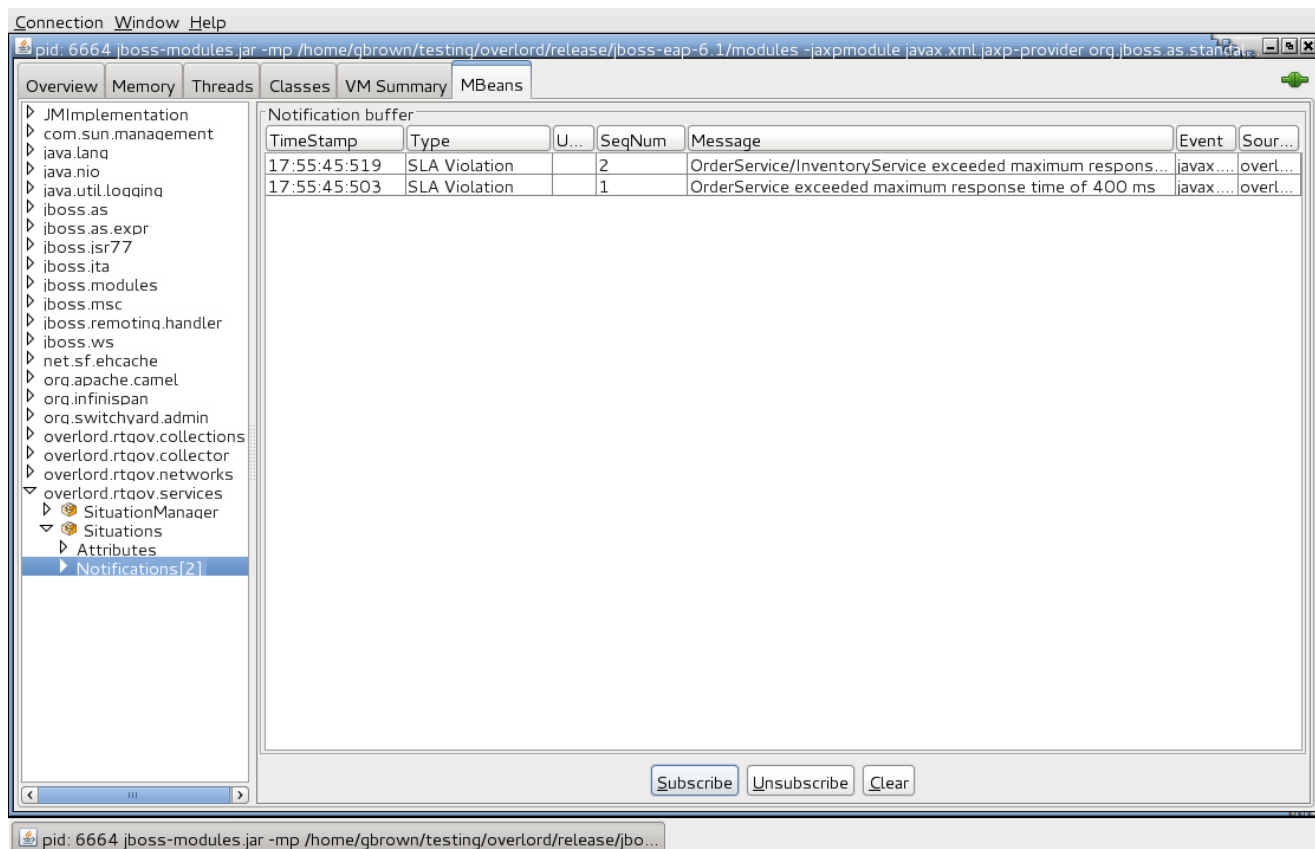 Connection Window Help
pid: 6664 jboss-modules.jar -mp /home/gbrown/testing/overlord/release/jboss-eap-6.1/modules -jaxpmodule javax.xml.jaxp-provider org.jboss.as.standal...
Overview Memory Threads Classes VM Summary MBeans
JMImplementation
com.sun.management
java.lang
java.nio
java.util.logging
jboss.as
jboss.as.expr
jboss.jsr77
jboss.jta
jboss.modules
jboss.msc
jboss.remoting.handler
jboss.ws
net.sf.ehcache
org.apache.camel
org.infinispan
org.switchyard.admin
overlord.rtgov.collections
overlord.rtgov.collector
overlord.rtgov.networks
overlord.rtgov.services
SituationManager
Situations
Attributes
Notifications[2]
Notification buffer
TimeStamp Type U... SeqNum Message Event Sour...
17:55:45:519 SLA Violation 2 OrderService/InventoryService exceeded maximum respons... javax.... overl...
17:55:45:503 SLA Violation 1 OrderService exceeded maximum response time of 400 ms javax.... overl...
Subscribe Unsubscribe Clear
pid: 6664 jboss-modules.jar -mp /home/gbrown/testing/overlord/release/jbo...